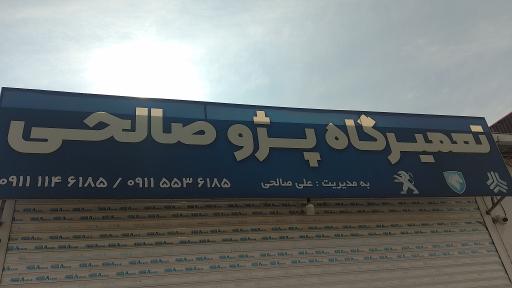 تعمیرگاه پژو صالحی
به مدیریت : علی صالحی
۰۹۱۱ ۵۵۳ ۶۱۸۵ / ۰۹۱۱ ۱۱۴ ۶۱۸۵